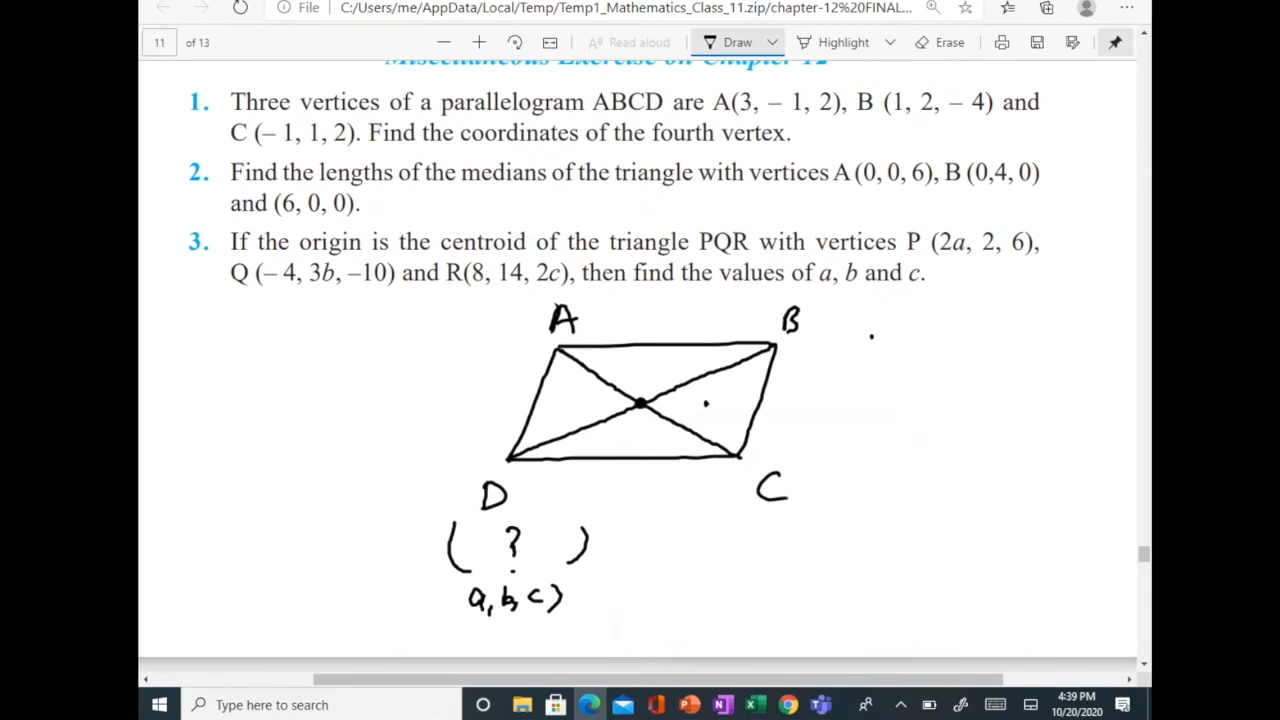 File C:/Users/me/AppData/Local/Temp/Temp1_Mathematics_Class_11.zip/chapter-12%20FINAL...
11 of 13 Read aloud Draw Highlight Erase
Miscellaneous Exercise on Chapter 12
1. Three vertices of a parallelogram ABCD are A(3, – 1, 2), B (1, 2, – 4) and
C (– 1, 1, 2). Find the coordinates of the fourth vertex.
2. Find the lengths of the medians of the triangle with vertices A (0, 0, 6), B (0,4, 0)
and (6, 0, 0).
3. If the origin is the centroid of the triangle PQR with vertices P (2a, 2, 6),
Q (– 4, 3b, –10) and R(8, 14, 2c), then find the values of a, b and c.
A B
D C
( ? )
a, b, c)
Type here to search
4:39 PM
10/20/2020